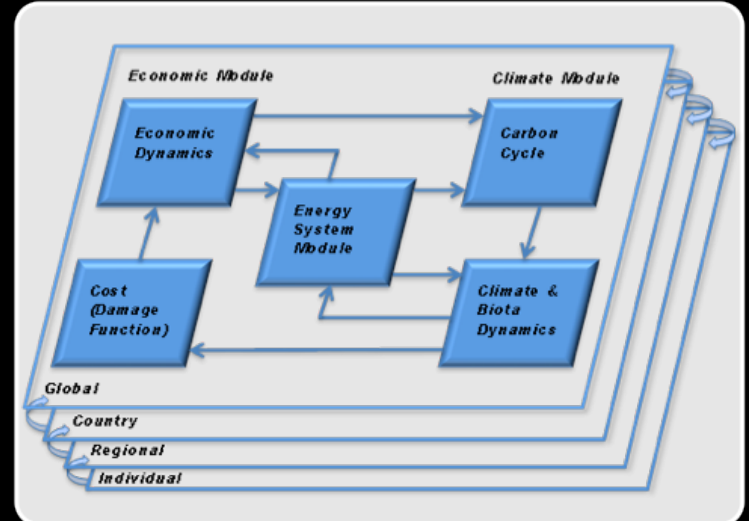 Economic Module
Climate Module
Economic
Dynamics
Carbon
Cycle
Energy
System
Module
Cost
(Damage
Function)
Climate &
Biota
Dynamics
Global
Country
Regional
Individual